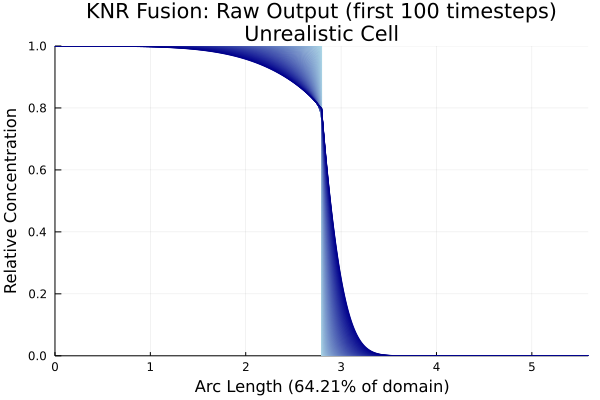 KNR Fusion: Raw Output (first 100 timesteps)
Unrealistic Cell
1.0
0.8
0.6
0.4
0.2
0.0
Relative Concentration
0 1 2 3 4 5
Arc Length (64.21% of domain)